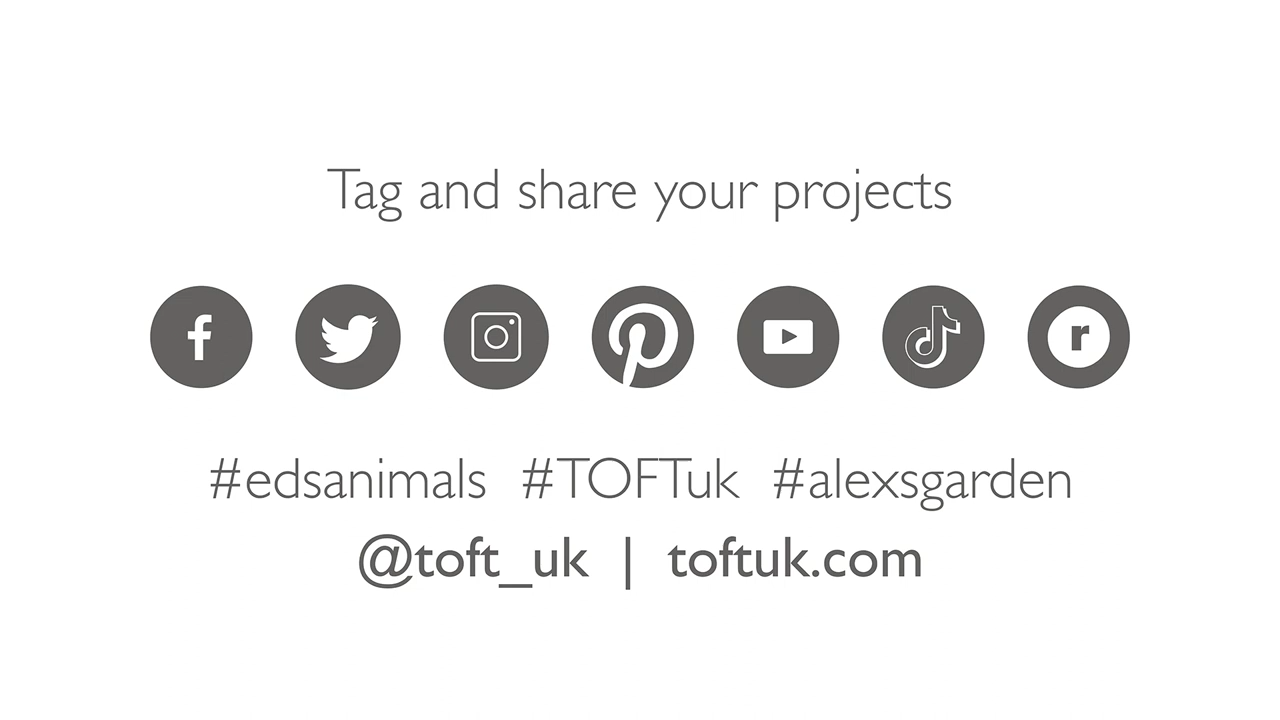 Tag and share your projects
#edsanimals #TOFTuk #alexsgarden
@toft_uk | toftuk.com